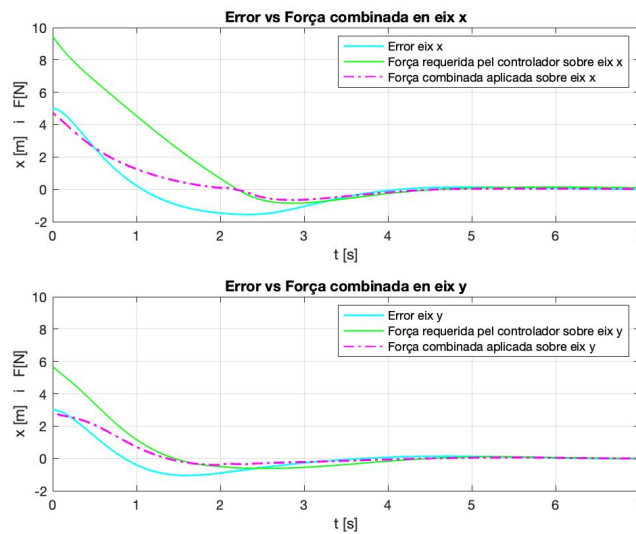 Error vs Força combinada en eix x
10
8
6
4
2
0
-2
x [m] i F[N]
Error eix x
Força requerida pel controlador sobre eix x
Força combinada aplicada sobre eix x
0 1 2 3 4 5 6 7
t [s]
Error vs Força combinada en eix y
10
8
6
4
2
0
-2
x [m] i F[N]
Error eix y
Força requerida pel controlador sobre eix y
Força combinada aplicada sobre eix y
0 1 2 3 4 5 6 7
t [s]